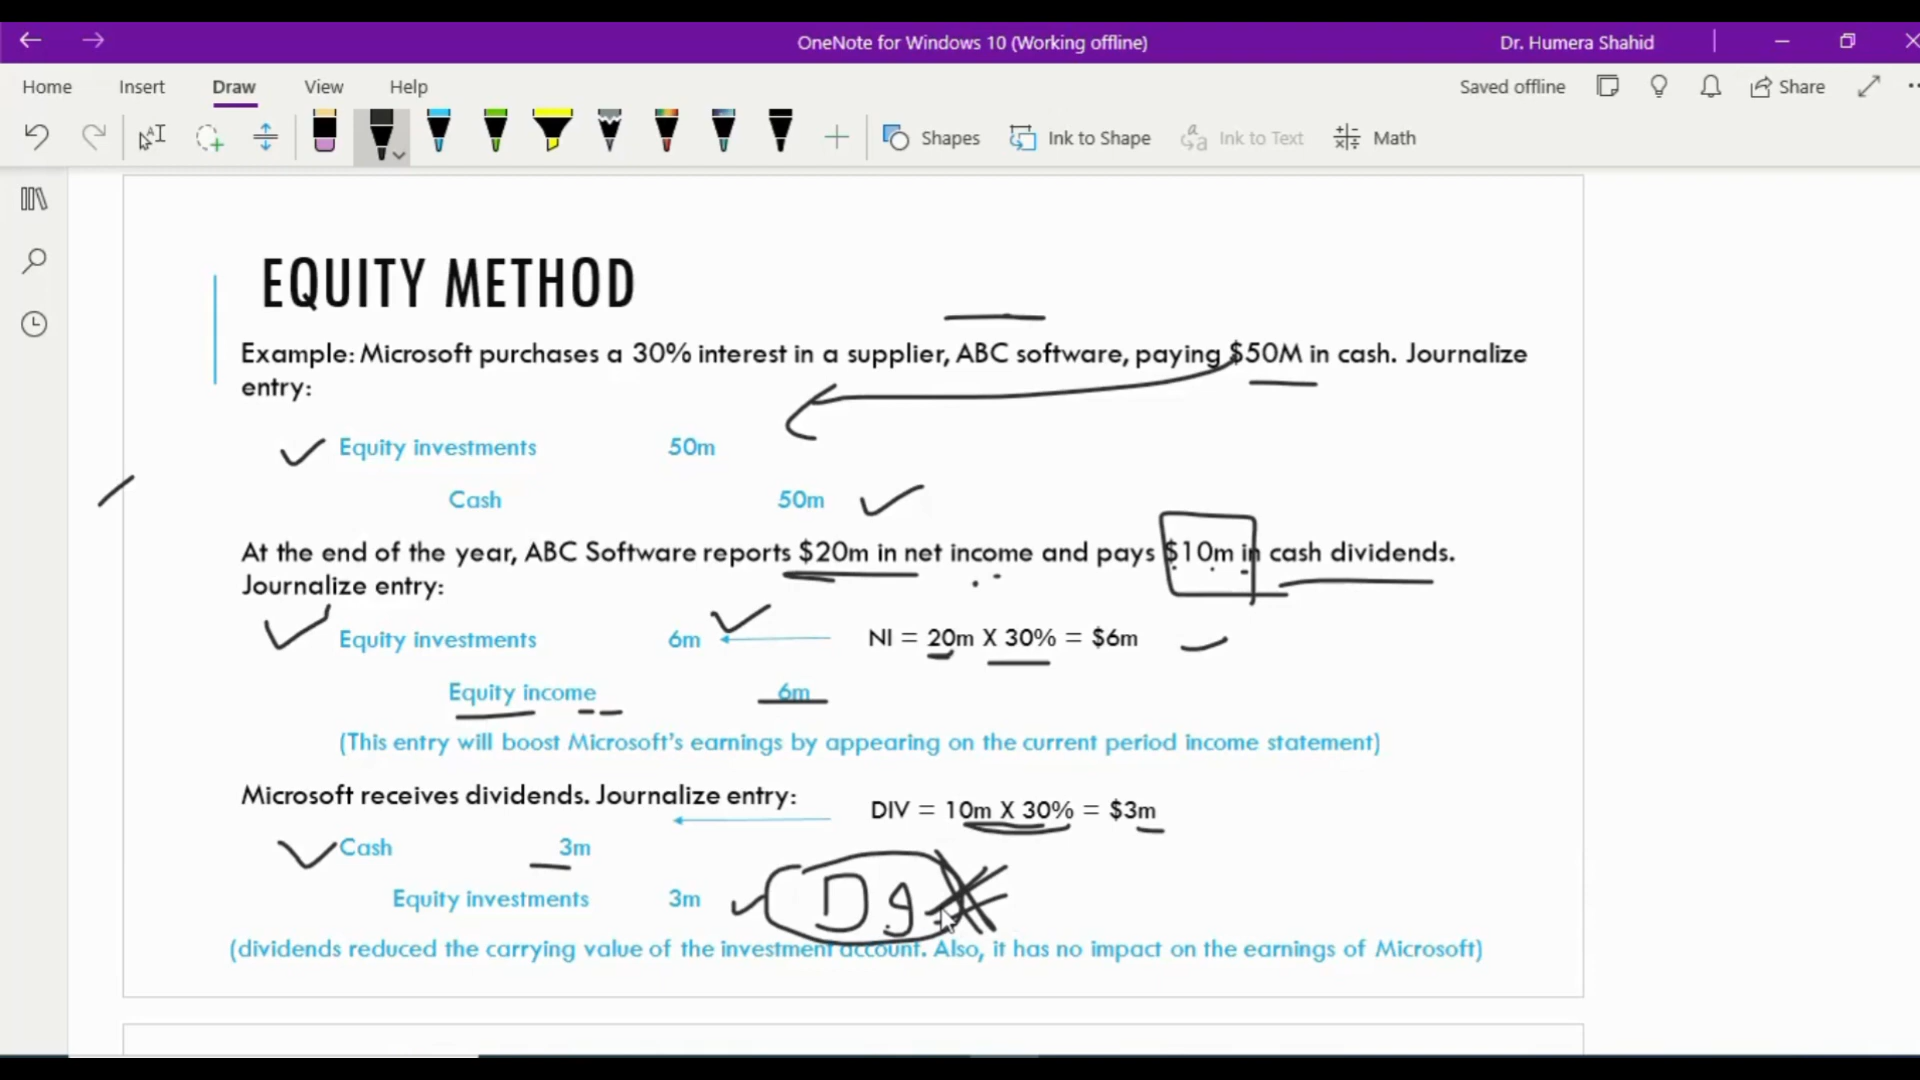 OneNote for Windows 10 (Working offline)
Dr. Humera Shahid
Home Insert Draw View Help
Saved offline
Share
Shapes
Ink to Shape
Ink to Text
Math
EQUITY METHOD
Example: Microsoft purchases a 30% interest in a supplier, ABC software, paying $50M in cash. Journalize
entry:
Equity investments 50m
Cash 50m
At the end of the year, ABC Software reports $20m in net income and pays $10m in cash dividends.
Journalize entry:
Equity investments 6m
NI = 20m X 30% = $6m
Equity income 6m
(This entry will boost Microsoft's earnings by appearing on the current period income statement)
Microsoft receives dividends. Journalize entry:
DIV = 10m X 30% = $3m
Cash 3m
Equity investments 3m
(dividends reduced the carrying value of the investment account. Also, it has no impact on the earnings of Microsoft)